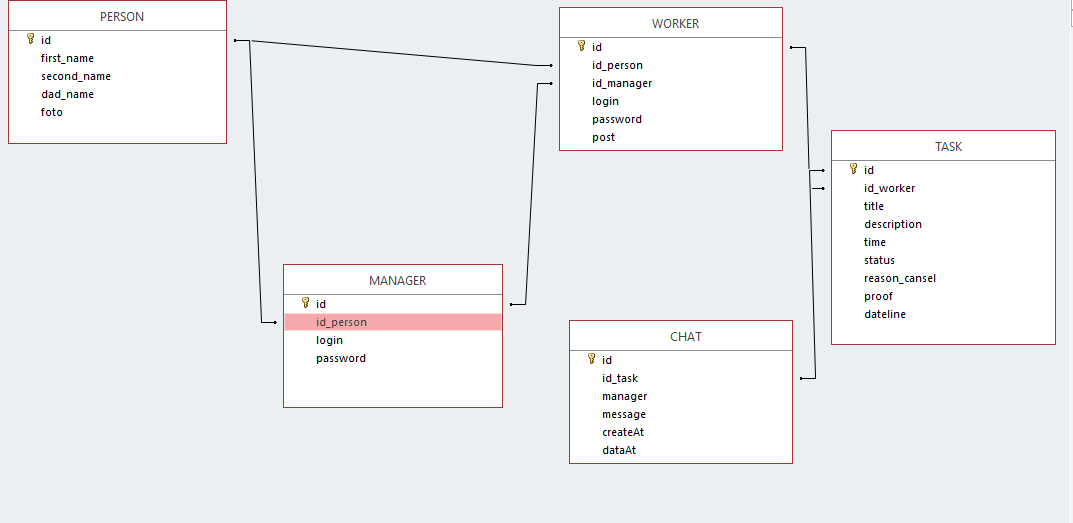 PERSON
id
first_name
second_name
dad_name
foto
WORKER
id
id_person
id_manager
login
password
post
TASK
id
id_worker
title
description
time
status
reason_cansel
proof
dateline
MANAGER
id
id_person
login
password
CHAT
id
id_task
manager
message
createAt
dataAt